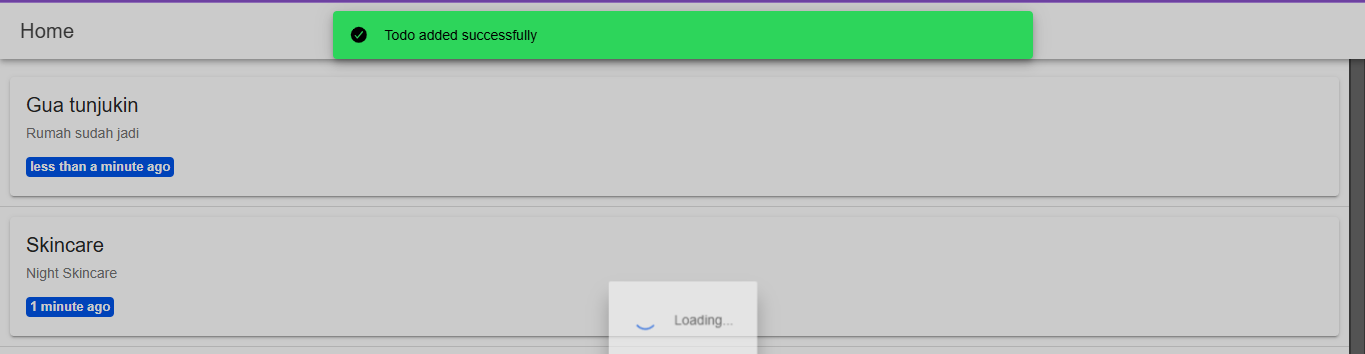 Home
Todo added successfully
Gua tunjukin
Rumah sudah jadi
less than a minute ago
Skincare
Night Skincare
1 minute ago
Loading...